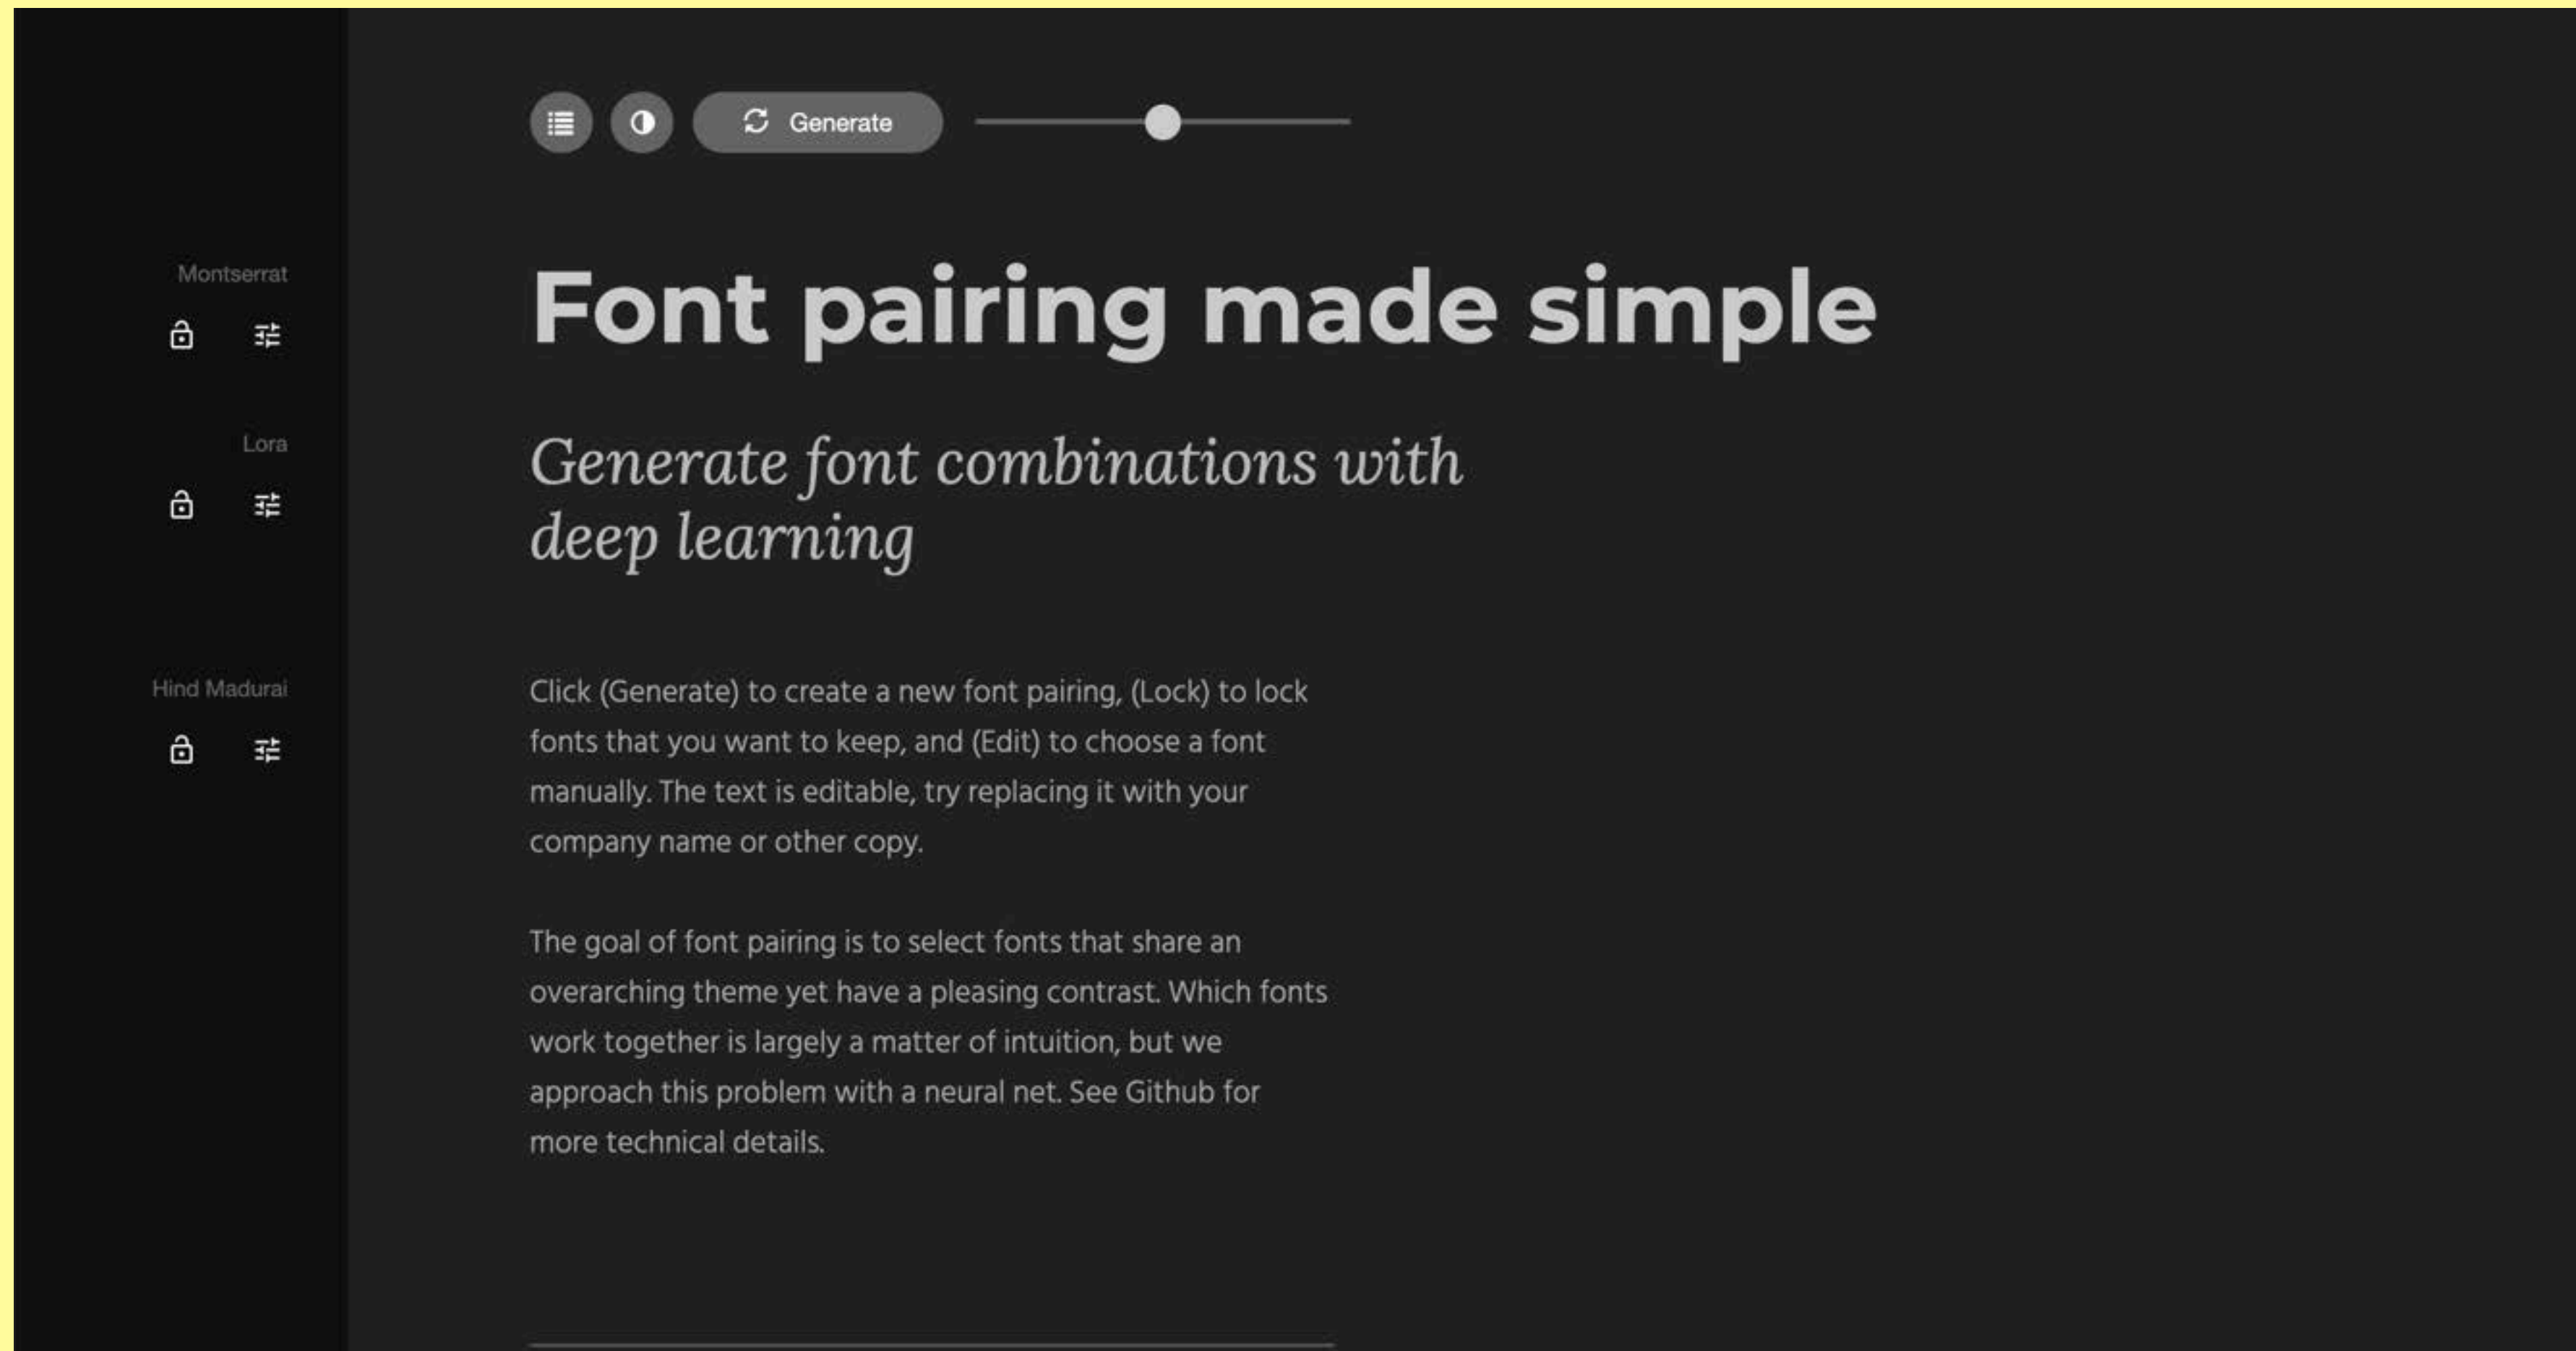 Generate
Montserrat
Font pairing made simple
Lora
Generate font combinations with
deep learning
Hind Madurai
Click (Generate) to create a new font pairing, (Lock) to lock
fonts that you want to keep, and (Edit) to choose a font
manually. The text is editable, try replacing it with your
company name or other copy.
The goal of font pairing is to select fonts that share an
overarching theme yet have a pleasing contrast. Which fonts
work together is largely a matter of intuition, but we
approach this problem with a neural net. See Github for
more technical details.